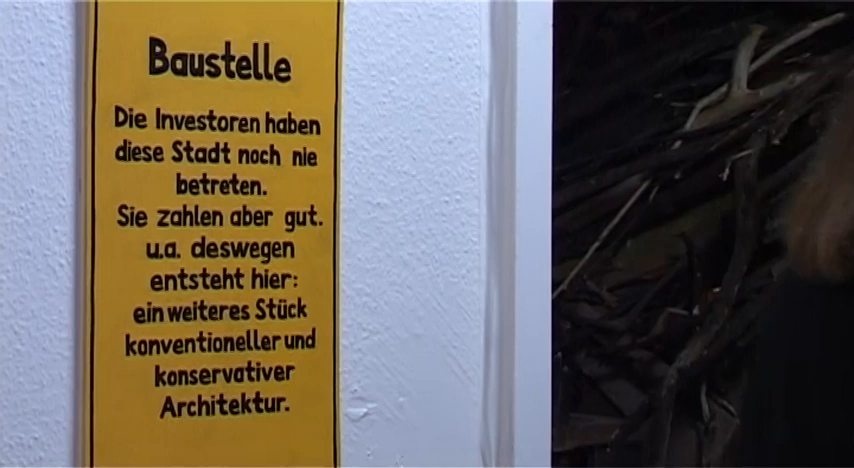 Baustelle
Die Investoren haben
diese Stadt noch nie
betreten.
Sie zahlen aber gut.
u.a. deswegen
entsteht hier:
ein weiteres Stück
konventioneller und
konservativer
Architektur.